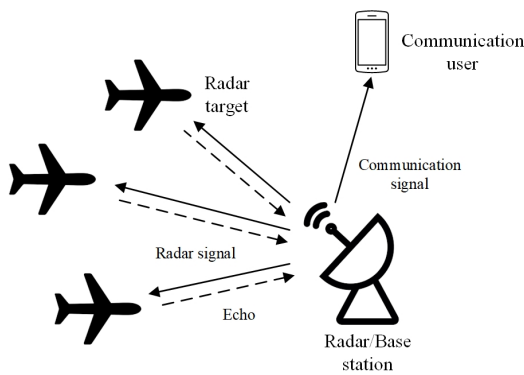 Communication
user
Radar
target
Communication
signal
Radar signal
Echo
Radar/Base
station